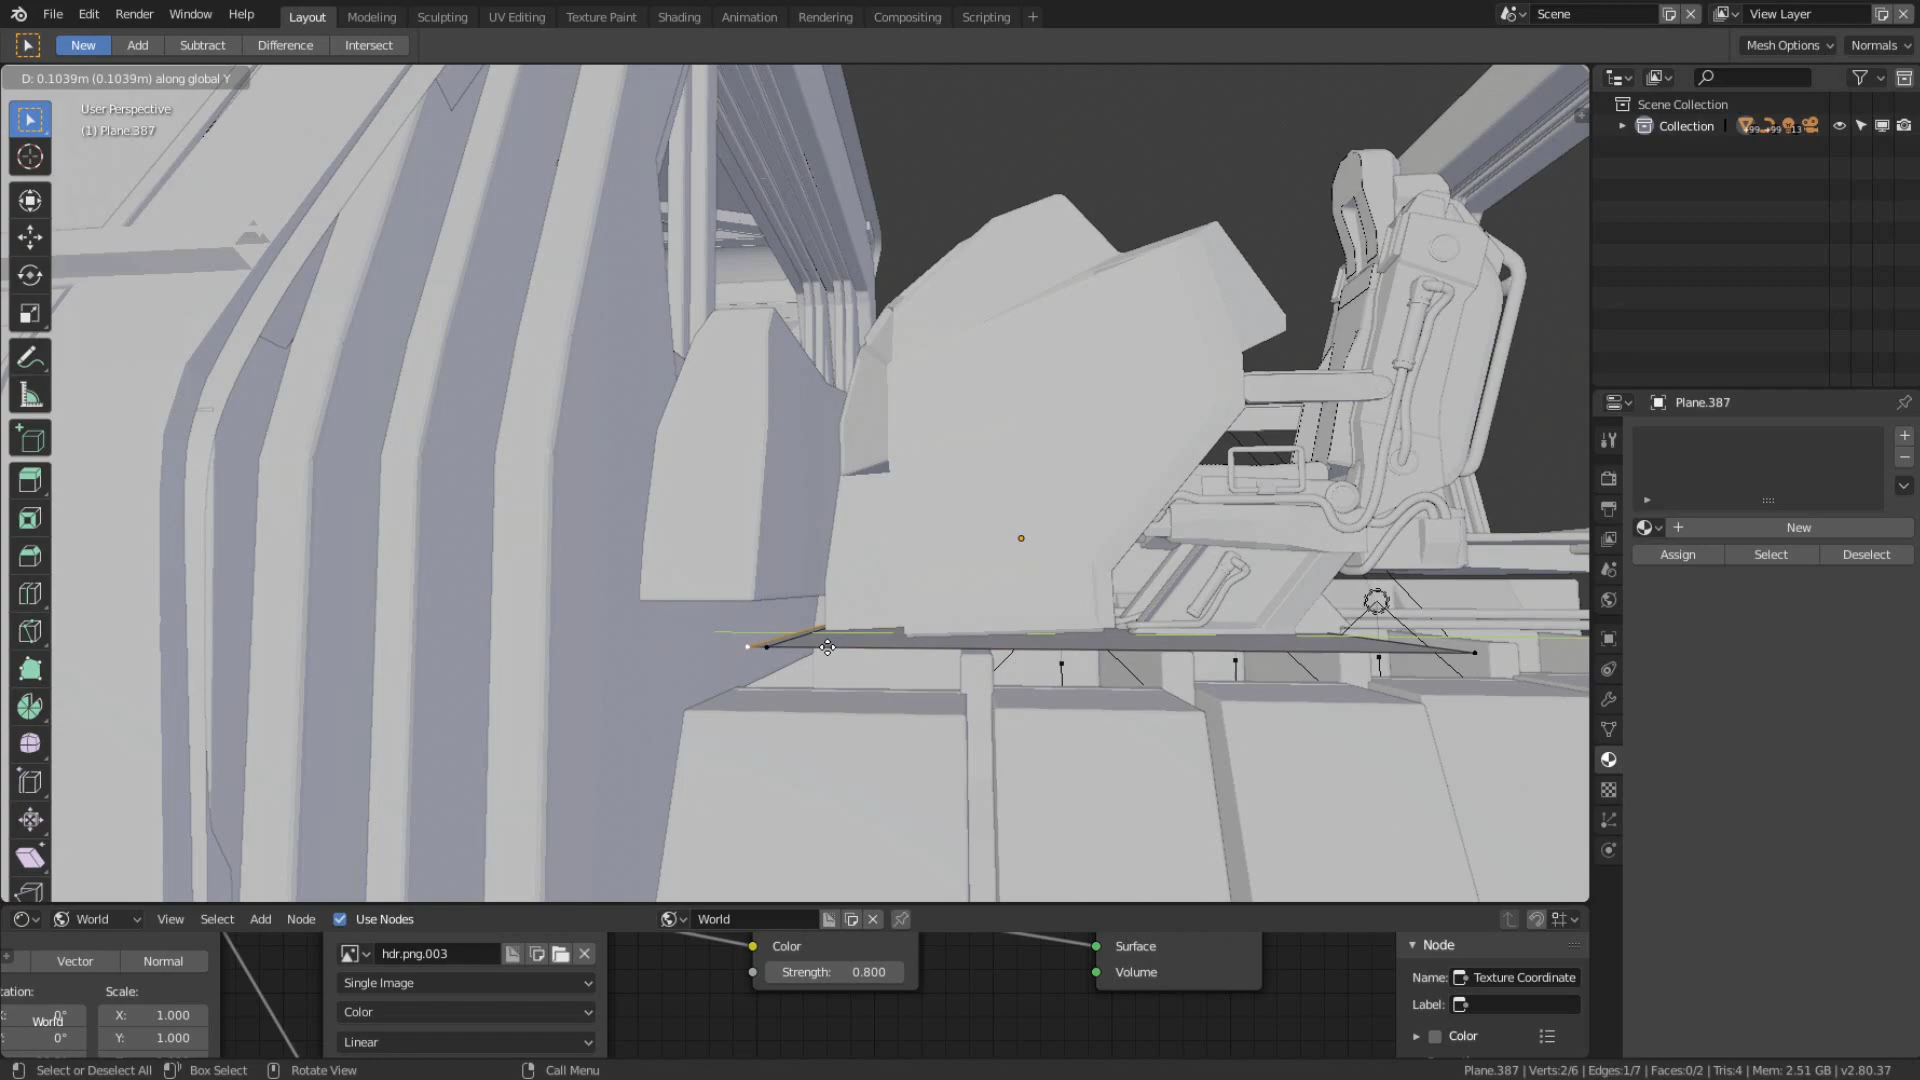 File Edit Render Window Help Layout Modeling Sculpting UV Editing Texture Paint Shading Animation Rendering Compositing Scripting + Scene View Layer
New Add Subtract Difference Intersect Mesh Options Normals
D: 0.1039m (0.1039m) along global Y
User Perspective
(1) Plane.387
Scene Collection
Collection
Plane.387
New
Assign Select Deselect
World View Select Add Node Use Nodes World
Vector Normal
hdr.png.003
Single Image
Color
Linear
Scale:
X: 1.000
Y: 1.000
0°
0°
World
Color
Strength: 0.800
Surface
Volume
Node
Name: Texture Coordinate
Label:
Color
Select or Deselect All Box Select Rotate View Call Menu Plane.387 | Verts:2/6 | Edges:1/7 | Faces:0/2 | Tris:4 | Mem: 2.51 GB | v2.80.37